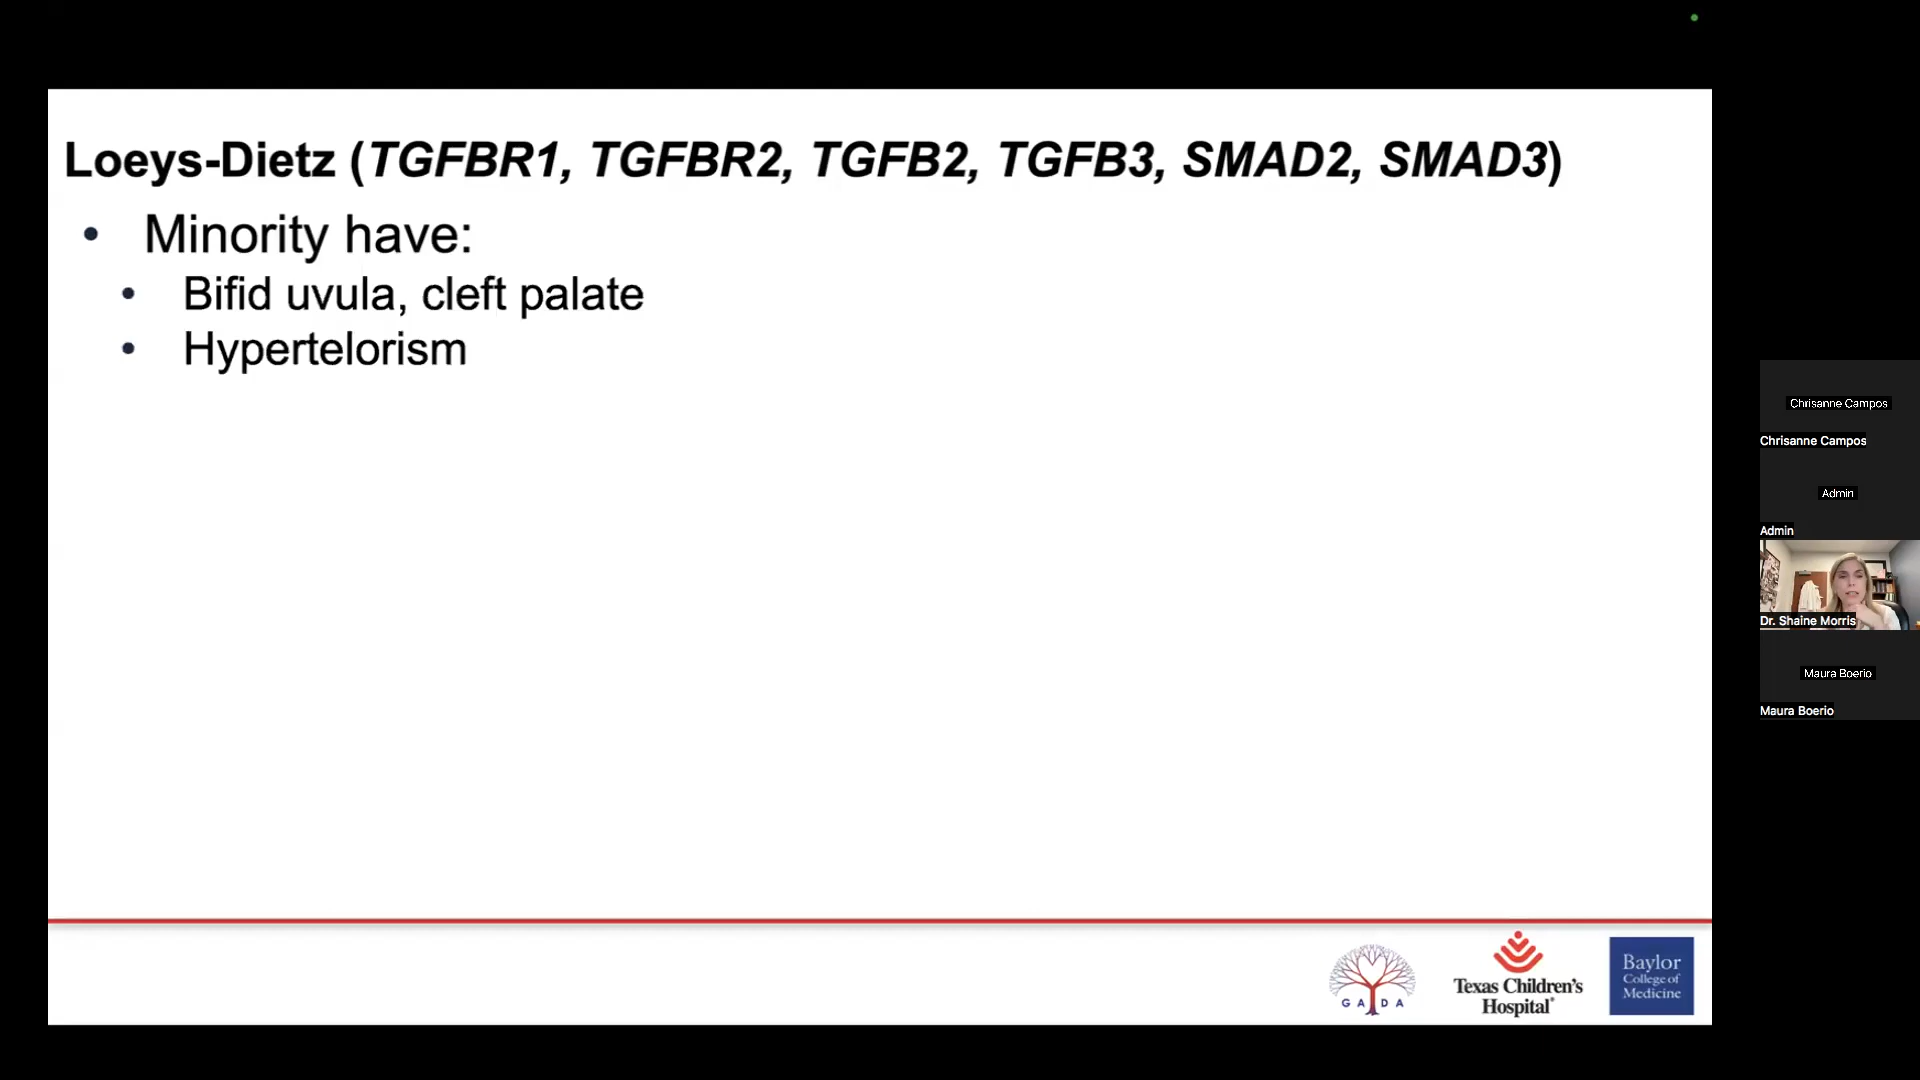 Loeys-Dietz (TGFBR1, TGFBR2, TGFB2, TGFB3, SMAD2, SMAD3)
• Minority have:
• Bifid uvula, cleft palate
• Hypertelorism
Chrisanne Campos
Chrisanne Campos
Admin
Admin
Dr. Shaine Morris
Maura Boerio
Maura Boerio
GADA
Texas Children's
Hospital®
Baylor
College of
Medicine